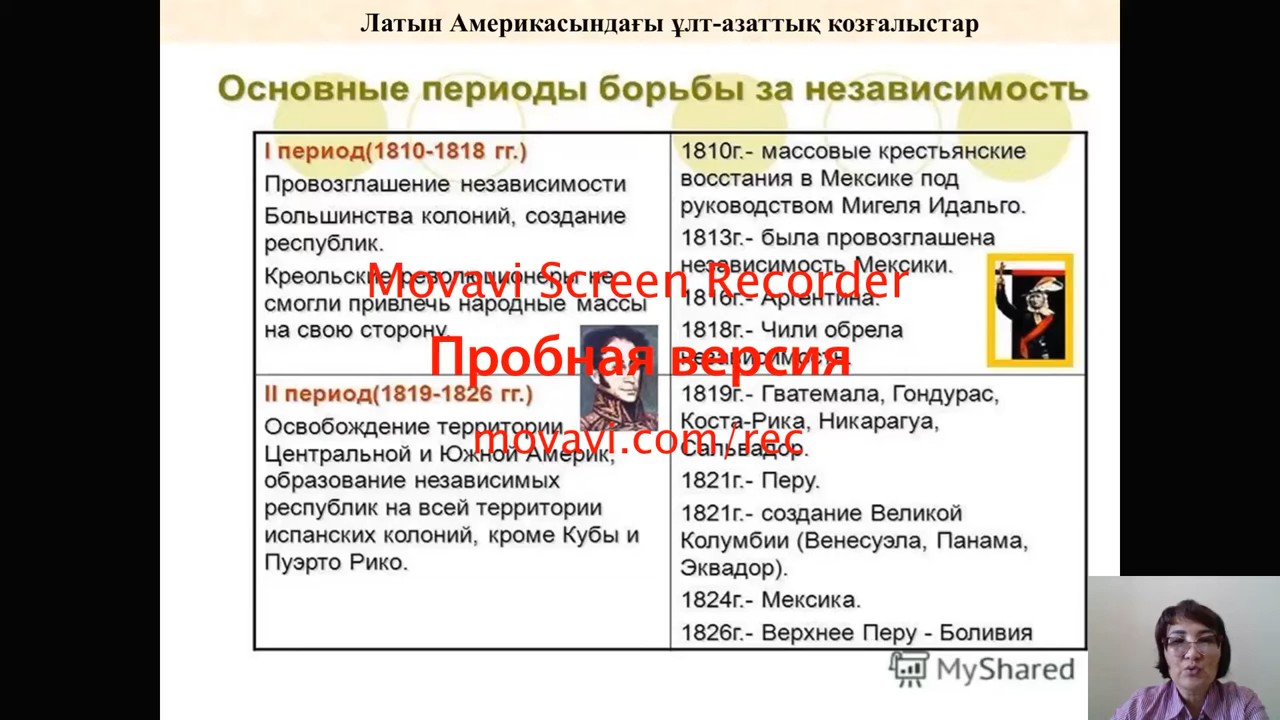 Латын Америкасындағы ұлт-азаттық козғалыстар
Основные периоды борьбы за независимость
I период(1810-1818 гг.)
Провозглашение независимости
Большинства колоний, создание
республик.
Креольские революционеры не
смогли привлечь народные массы
на свою сторону.
1810г.- массовые крестьянские
восстания в Мексике под
руководством Мигеля Идальго.
1813г.- была провозглашена
независимость Мексики.
1816г.- Аргентина.
1818г.- Чили обрела
независимость.
II период(1819-1826 гг.)
Освобождение территории
Центральной и Южной Америк,
образование независимых
республик на всей территории
испанских колоний, кроме Кубы и
Пуэрто Рико.
1819г.- Гватемала, Гондурас,
Коста-Рика, Никарагуа,
Сальвадор.
1821г.- Перу.
1821г.- создание Великой
Колумбии (Венесуэла, Панама,
Эквадор).
1824г.- Мексика.
1826г.- Верхнее Перу - Боливия
Movavi Screen Recorder
Пробная версия
movavi.com/rec
MyShared